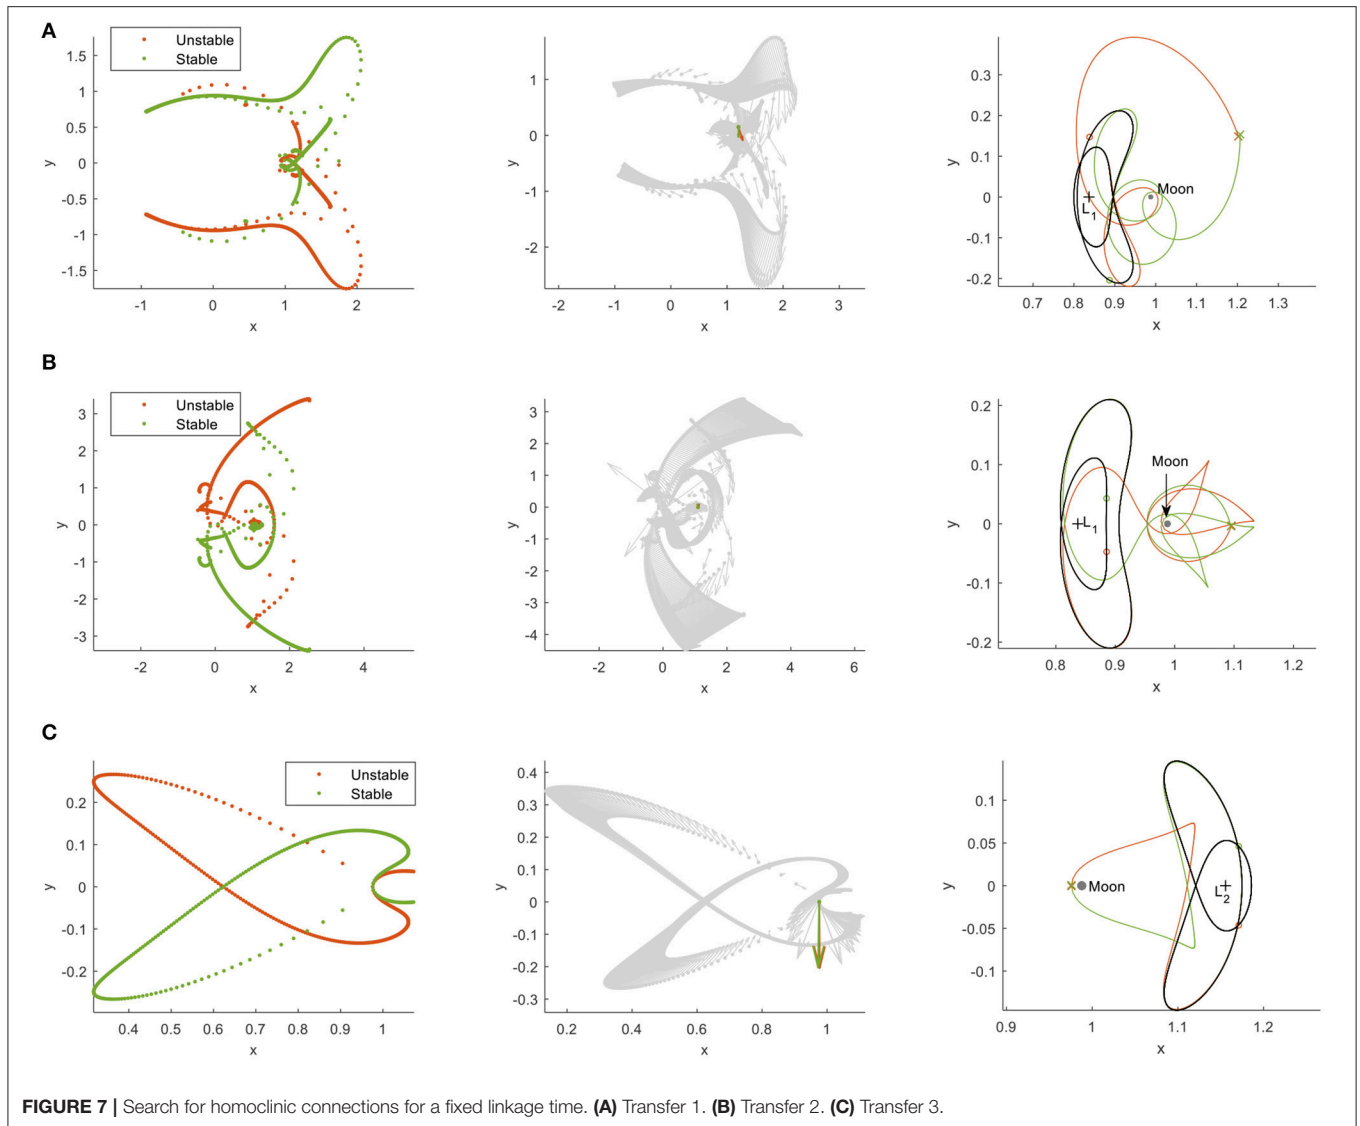 A
Unstable
Stable
1.5
1
0.5
0
-0.5
-1
-1.5
y
-1
0
1
2
x
1
0
-1
-2
y
-1
0
1
2
3
x
0.3
0.2
0.1
0
-0.1
-0.2
y
Moon
L1
0.7
0.8
0.9
1
1.1
1.2
1.3
x
B
Unstable
Stable
3
2
1
0
-1
-2
-3
y
-2
0
2
4
x
3
2
1
0
-1
-2
-3
-4
y
-2
0
2
4
6
x
0.2
0.1
0
-0.1
-0.2
y
Moon
L1
0.8
0.9
1
1.1
1.2
x
C
Unstable
Stable
0.2
0.1
0
-0.1
-0.2
y
0.4
0.5
0.6
0.7
0.8
0.9
1
x
0.4
0.3
0.2
0.1
0
-0.1
-0.2
-0.3
y
0.2
0.4
0.6
0.8
1
x
0.1
0.05
0
-0.05
-0.1
y
Moon
L2
0.9
1
1.1
1.2
x
FIGURE 7 | Search for homoclinic connections for a fixed linkage time. (A) Transfer 1. (B) Transfer 2. (C) Transfer 3.